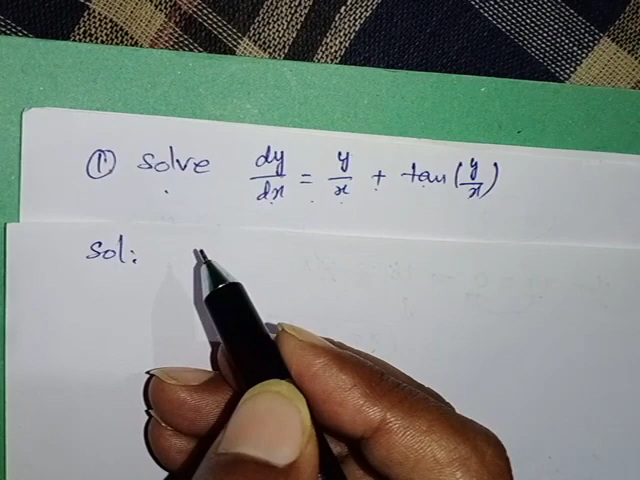 ① Solve dy/dx = y/x + tan(y/x)
Sol: